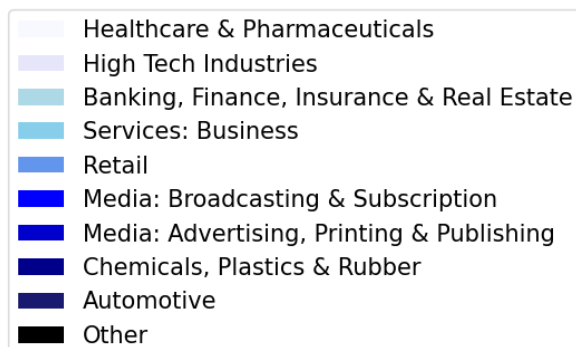 Healthcare & Pharmaceuticals
High Tech Industries
Banking, Finance, Insurance & Real Estate
Services: Business
Retail
Media: Broadcasting & Subscription
Media: Advertising, Printing & Publishing
Chemicals, Plastics & Rubber
Automotive
Other